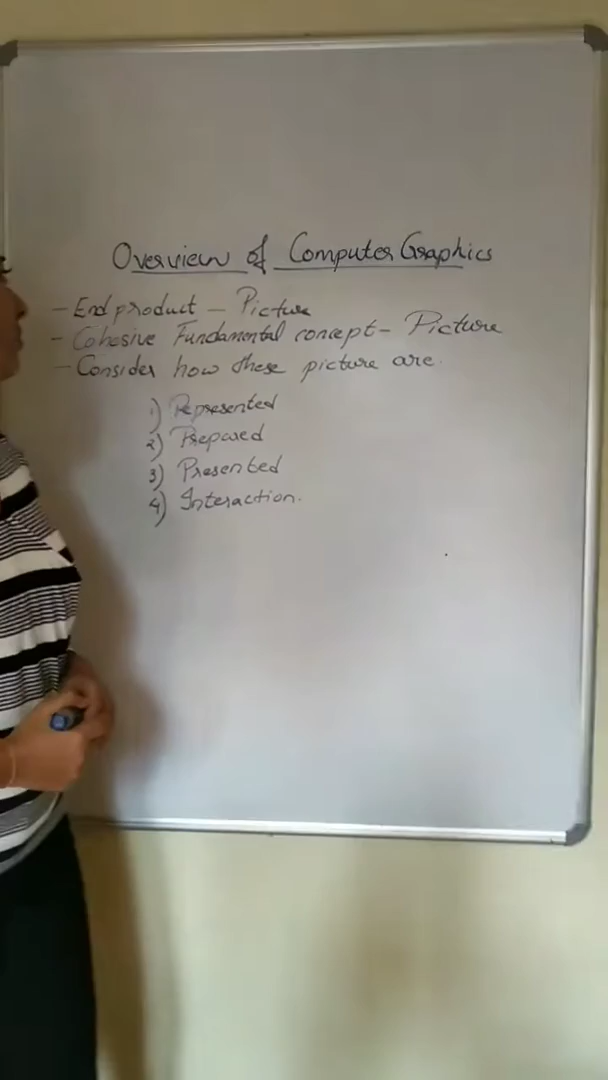 Overview of Computer Graphics
- End product - Picture
- Cohesive Fundamental concept - Picture
- Consider how these picture are.
1) Represented
2) Prepared
3) Presented
4) Interaction.